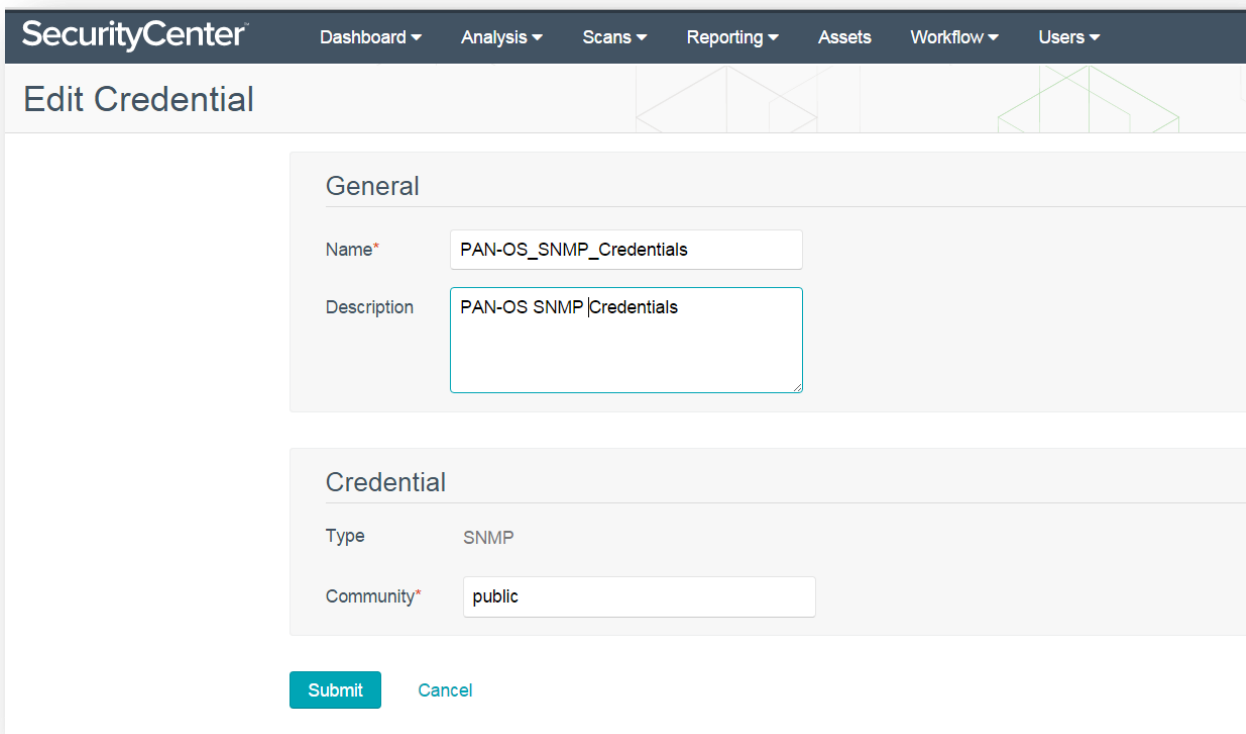 SecurityCenter™ Dashboard Analysis Scans Reporting Assets Workflow Users
Edit Credential
General
Name* PAN-OS_SNMP_Credentials
Description PAN-OS SNMP Credentials
Credential
Type SNMP
Community* public
Submit Cancel